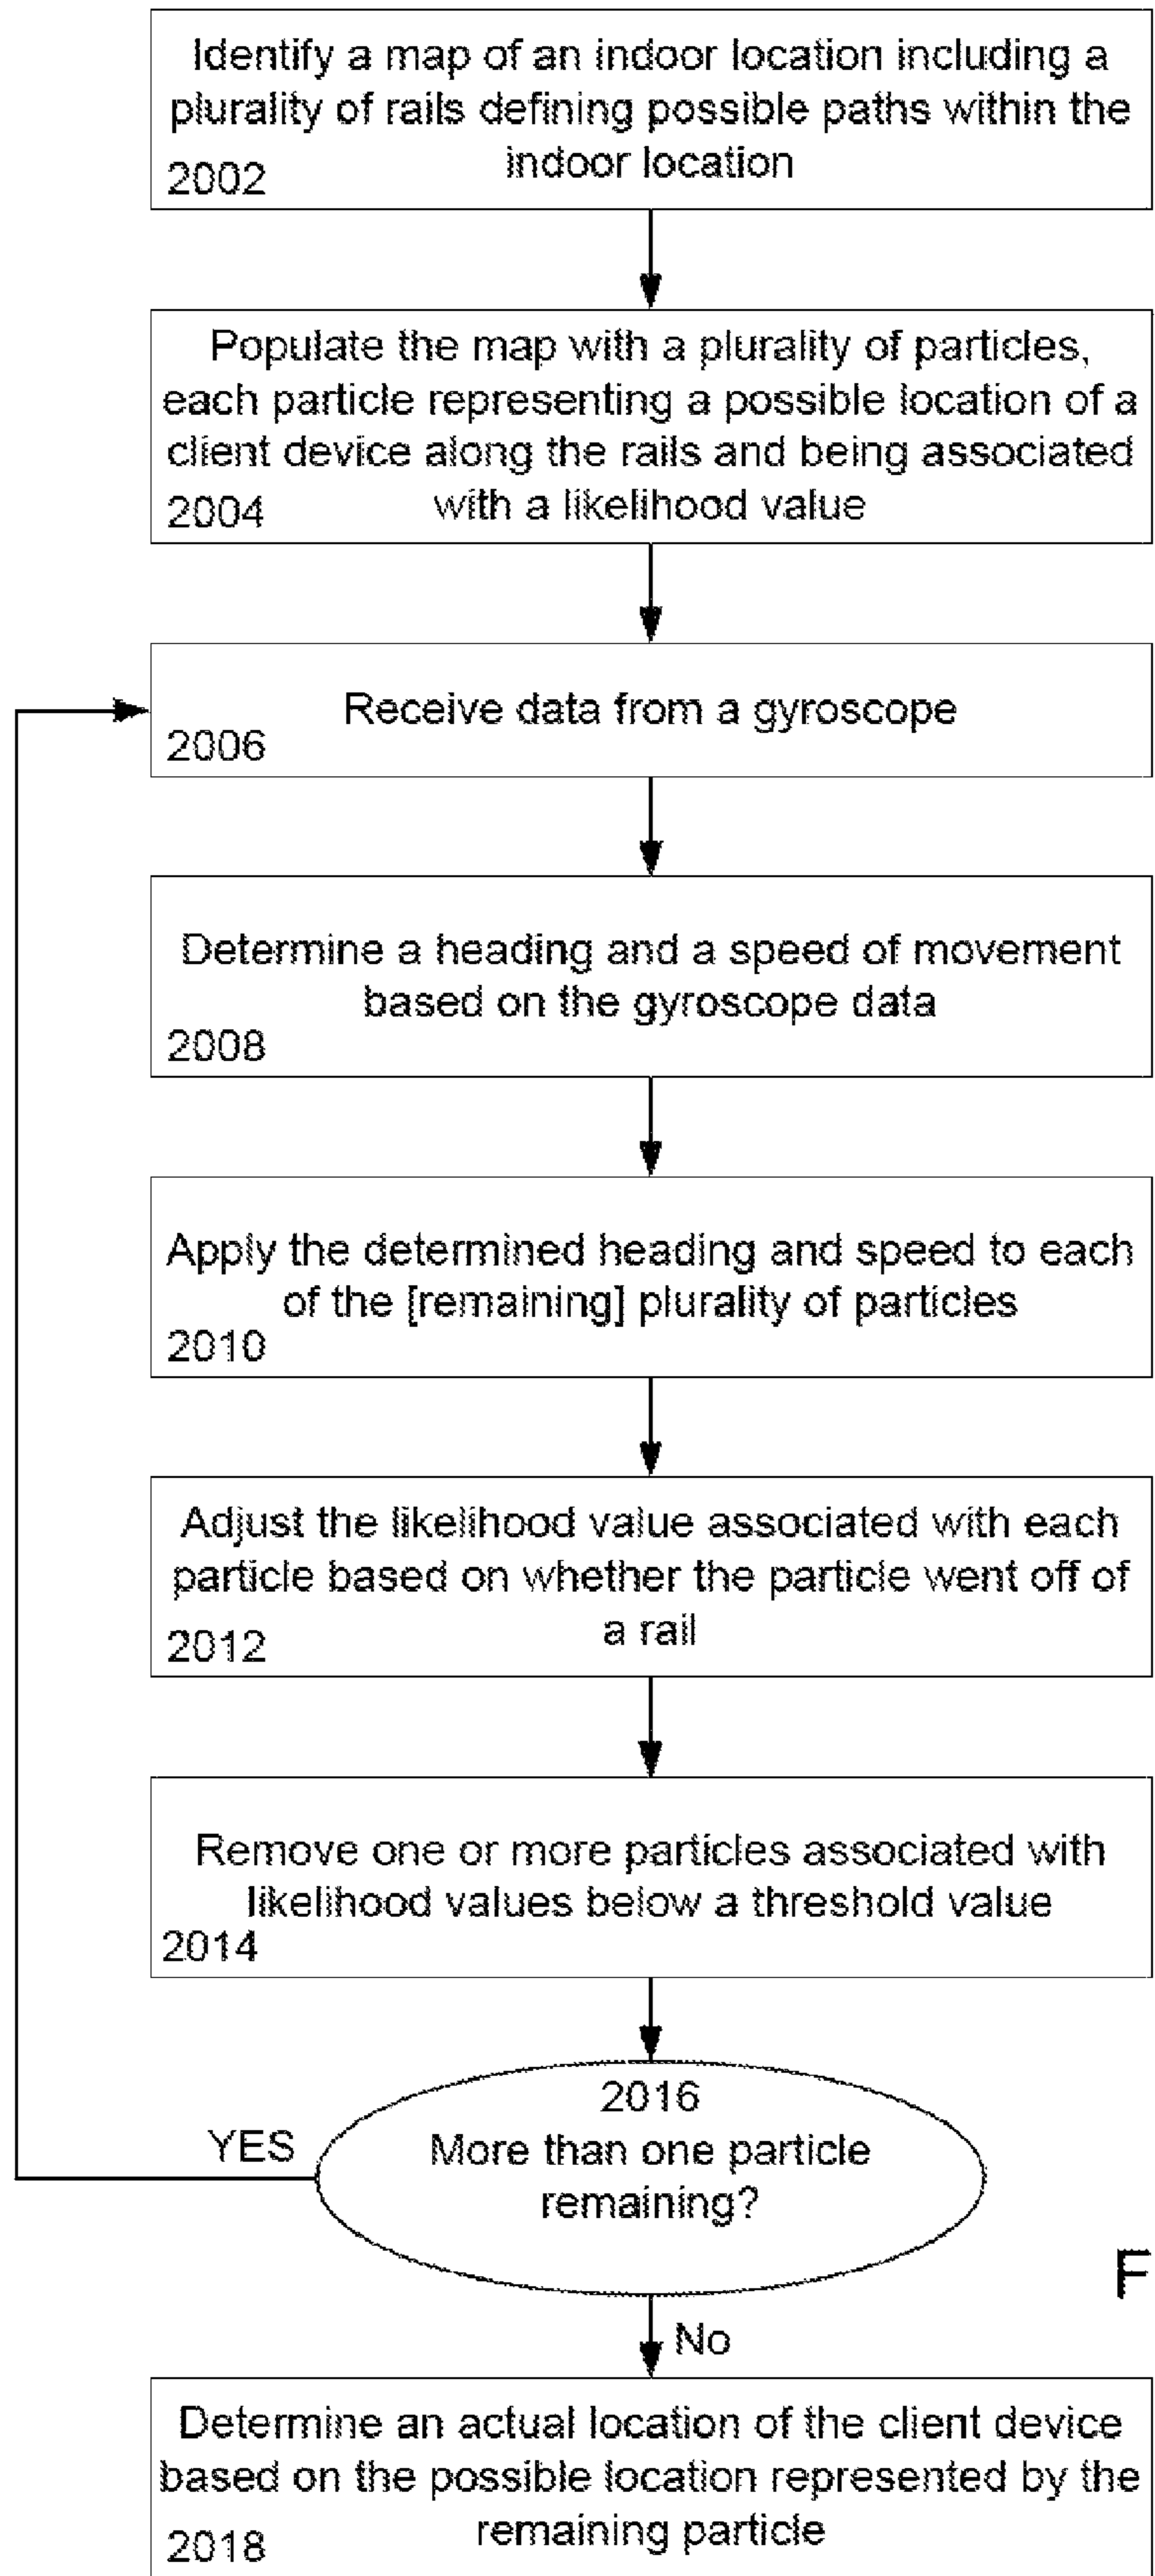 Identify a map of an indoor location including a
plurality of rails defining possible paths within the
indoor location
2002
Populate the map with a plurality of particles,
each particle representing a possible location of a
client device along the rails and being associated
with a likelihood value
2004
Receive data from a gyroscope
2006
Determine a heading and a speed of movement
based on the gyroscope data
2008
Apply the determined heading and speed to each
of the [remaining] plurality of particles
2010
Adjust the likelihood value associated with each
particle based on whether the particle went off of
a rail
2012
Remove one or more particles associated with
likelihood values below a threshold value
2014
2016
More than one particle
remaining?
YES
No
F
Determine an actual location of the client device
based on the possible location represented by the
remaining particle
2018